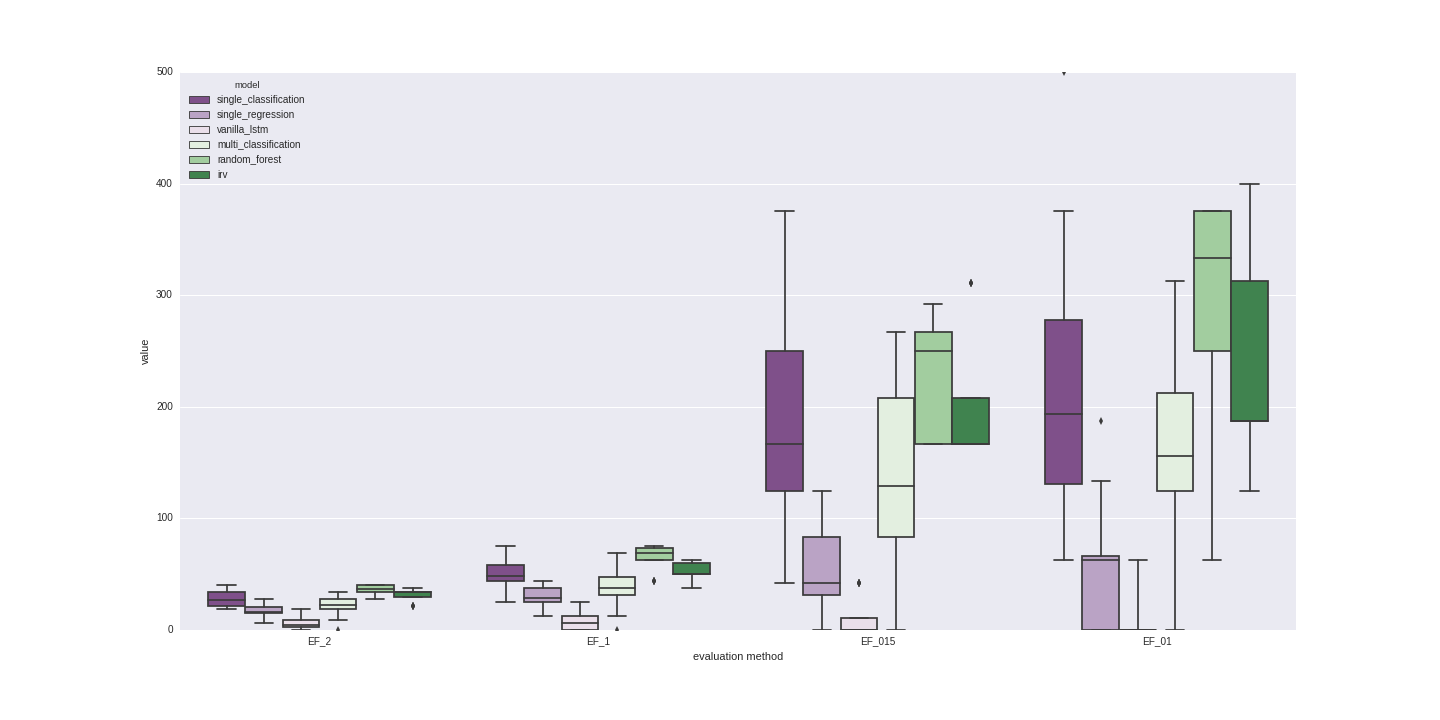 500
400
300
200
100
0
value
model
single_classification
single_regression
vanilla_lstm
multi_classification
random_forest
irv
EF_2 EF_1 EF_015 EF_01
evaluation method